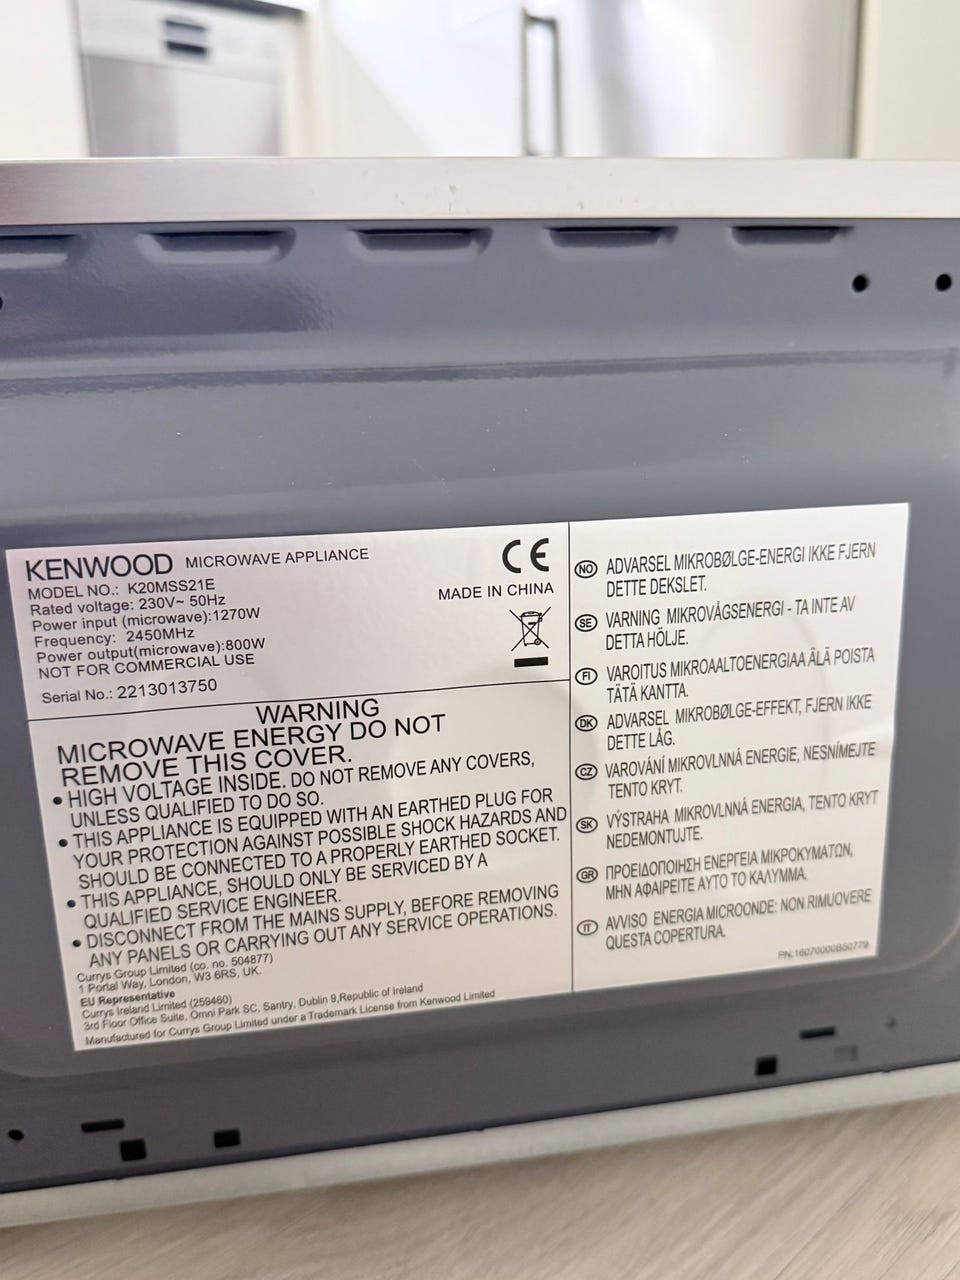 KENWOOD MICROWAVE APPLIANCE
MODEL NO.: K20MSS21E
Rated voltage: 230V~ 50Hz
Power input (microwave):1270W
Frequency: 2450MHz
Power output(microwave):800W
NOT FOR COMMERCIAL USE
Serial No.: 2213013750
CE
MADE IN CHINA
WARNING
MICROWAVE ENERGY DO NOT
REMOVE THIS COVER.
• HIGH VOLTAGE INSIDE. DO NOT REMOVE ANY COVERS,
UNLESS QUALIFIED TO DO SO.
• THIS APPLIANCE IS EQUIPPED WITH AN EARTHED PLUG FOR
YOUR PROTECTION AGAINST POSSIBLE SHOCK HAZARDS AND
SHOULD BE CONNECTED TO A PROPERLY EARTHED SOCKET.
• THIS APPLIANCE, SHOULD ONLY BE SERVICED BY A
QUALIFIED SERVICE ENGINEER.
• DISCONNECT FROM THE MAINS SUPPLY, BEFORE REMOVING
ANY PANELS OR CARRYING OUT ANY SERVICE OPERATIONS.
Currys Group Limited (co. no. 504877)
1 Portal Way, London, W3 6RS, UK.
EU Representative
Currys Ireland Limited (259460)
3rd Floor Office Suite, Omni Park SC, Santry, Dublin 9,Republic of Ireland
Manufactured for Currys Group Limited under a Trademark License from Kenwood Limited
NO ADVARSEL MIKROBØLGE-ENERGI IKKE FJERN
DETTE DEKSLET.
SE VARNING MIKROVÅGSENERGI - TA INTE AV
DETTA HÖLJE.
FI VAROITUS MIKROAALTOENERGIAA ÄLÄ POISTA
TÄTÄ KANTTA.
DK ADVARSEL MIKROBØLGE-EFFEKT, FJERN IKKE
DETTE LÅG.
CZ VAROVÁNÍ MIKROVLNNÁ ENERGIE, NESNÍMEJTE
TENTO KRYT.
SK VÝSTRAHA MIKROVLNNÁ ENERGIA, TENTO KRYT
NEDEMONTUJTE.
GR ΠΡΟΕΙΔΟΠΟΙΗΣΗ ΕΝΕΡΓΕΙΑ ΜΙΚΡΟΚΥΜΑΤΩΝ,
ΜΗΝ ΑΦΑΙΡΕΙΤΕ ΑΥΤΟ ΤΟ ΚΑΛΥΜΜΑ.
IT AVVISO ENERGIA MICROONDE: NON RIMUOVERE
QUESTA COPERTURA.
PN:16070000B50779